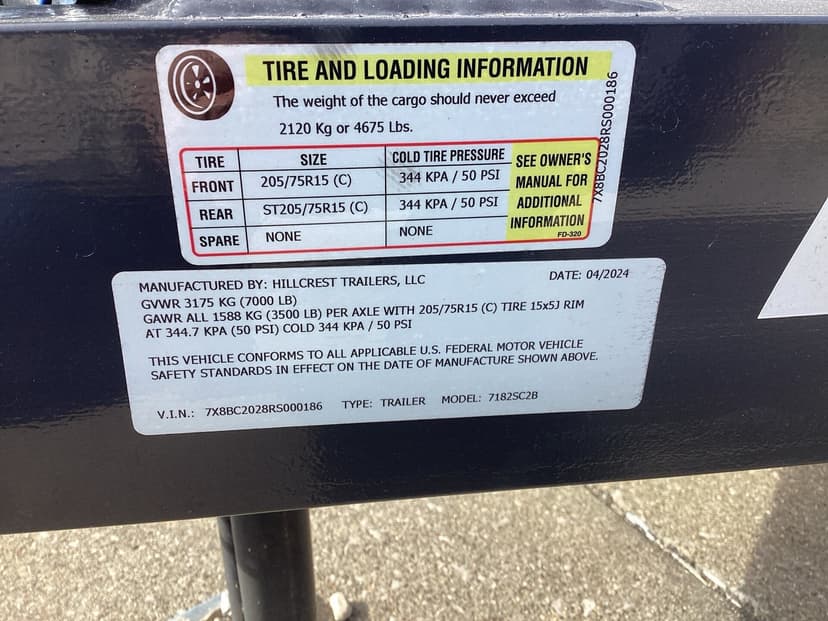 TIRE AND LOADING INFORMATION
The weight of the cargo should never exceed
2120 Kg or 4675 Lbs.
TIRE SIZE COLD TIRE PRESSURE SEE OWNER'S
FRONT 205/75R15 (C) 344 KPA / 50 PSI MANUAL FOR
REAR ST205/75R15 (C) 344 KPA / 50 PSI ADDITIONAL
SPARE NONE NONE INFORMATION
FD-320
7X8BC2028RS000186
MANUFACTURED BY: HILLCREST TRAILERS, LLC DATE: 04/2024
GVWR 3175 KG (7000 LB)
GAWR ALL 1588 KG (3500 LB) PER AXLE WITH 205/75R15 (C) TIRE 15x5J RIM
AT 344.7 KPA (50 PSI) COLD 344 KPA / 50 PSI
THIS VEHICLE CONFORMS TO ALL APPLICABLE U.S. FEDERAL MOTOR VEHICLE
SAFETY STANDARDS IN EFFECT ON THE DATE OF MANUFACTURE SHOWN ABOVE.
V.I.N.: 7X8BC2028RS000186 TYPE: TRAILER MODEL: 7182SC2B